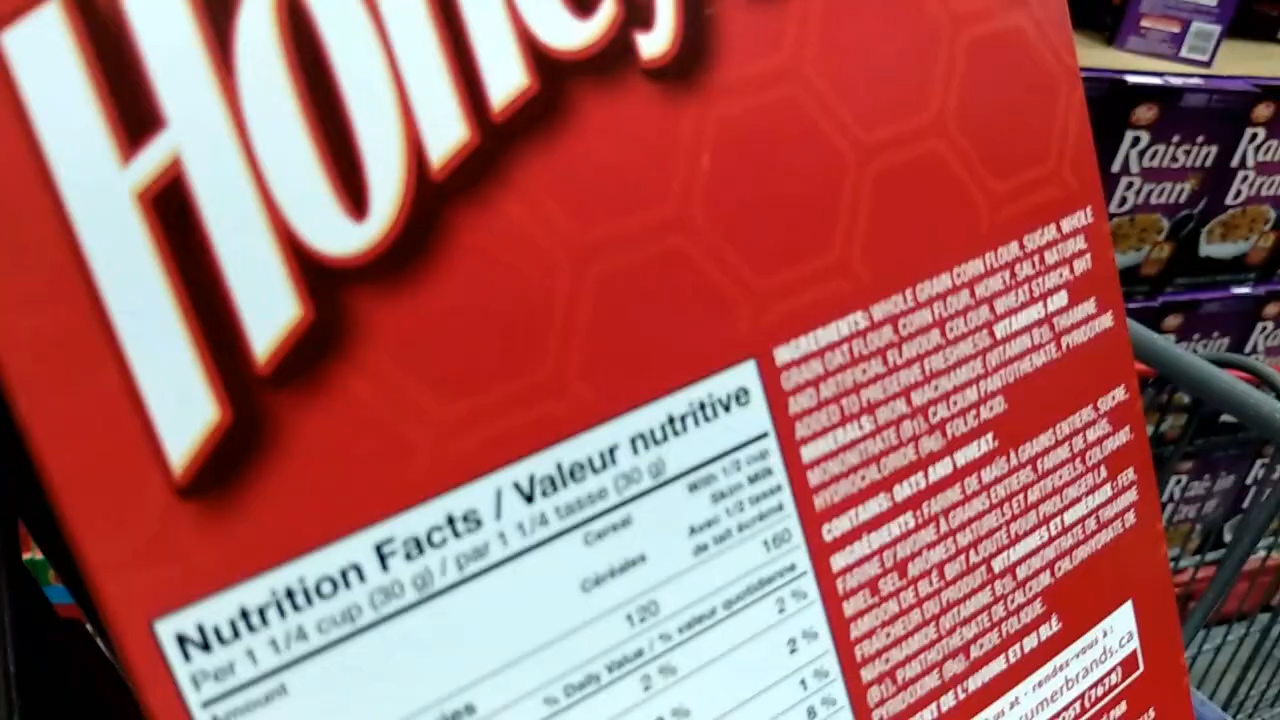 Honey
Raisin
Bran
INGREDIENTS: WHOLE GRAIN CORN FLOUR, SUGAR, WHOLE
GRAIN OAT FLOUR, CORN FLOUR, HONEY, SALT, NATURAL
AND ARTIFICIAL FLAVOUR, COLOUR, WHEAT STARCH, BHT
ADDED TO PRESERVE FRESHNESS. VITAMINS AND
MINERALS: IRON, NIACINAMIDE (VITAMIN B3), THIAMINE
MONONITRATE (B1), CALCIUM PANTOTHENATE, PYRIDOXINE
HYDROCHLORIDE (B6), FOLIC ACID.
CONTAINS: OATS AND WHEAT.
INGRÉDIENTS : FARINE DE MAÏS À GRAINS ENTIERS, SUCRE,
FARINE D'AVOINE À GRAINS ENTIERS, FARINE DE MAÏS,
MIEL, SEL, ARÔMES NATURELS ET ARTIFICIELS, COLORANT,
AMIDON DE BLÉ, BHT AJOUTÉ POUR PROLONGER LA
FRAÎCHEUR DU PRODUIT. VITAMINES ET MINÉRAUX : FER,
NIACINAMIDE (VITAMINE B3), MONONITRATE DE THIAMINE
(B1), PANTHOTHÉNATE DE CALCIUM, CHLORHYDRATE DE
PYRIDOXINE (B6), ACIDE FOLIQUE.
DE L'AVOINE ET DU BLÉ.
Nutrition Facts / Valeur nutritive
Per 1 1/4 cup (30 g) / par 1 1/4 tasse (30 g)
Amount
Cereal
Céréales
With 1/2 cup
Skim Milk
Avec 1/2 tasse
de lait écrémé
120 160
% Daily Value / % valeur quotidienne
2 % 2 %
2 %
1 %
8 %
us at - rendez-vous à :
umerbrands.ca
OST (7678)